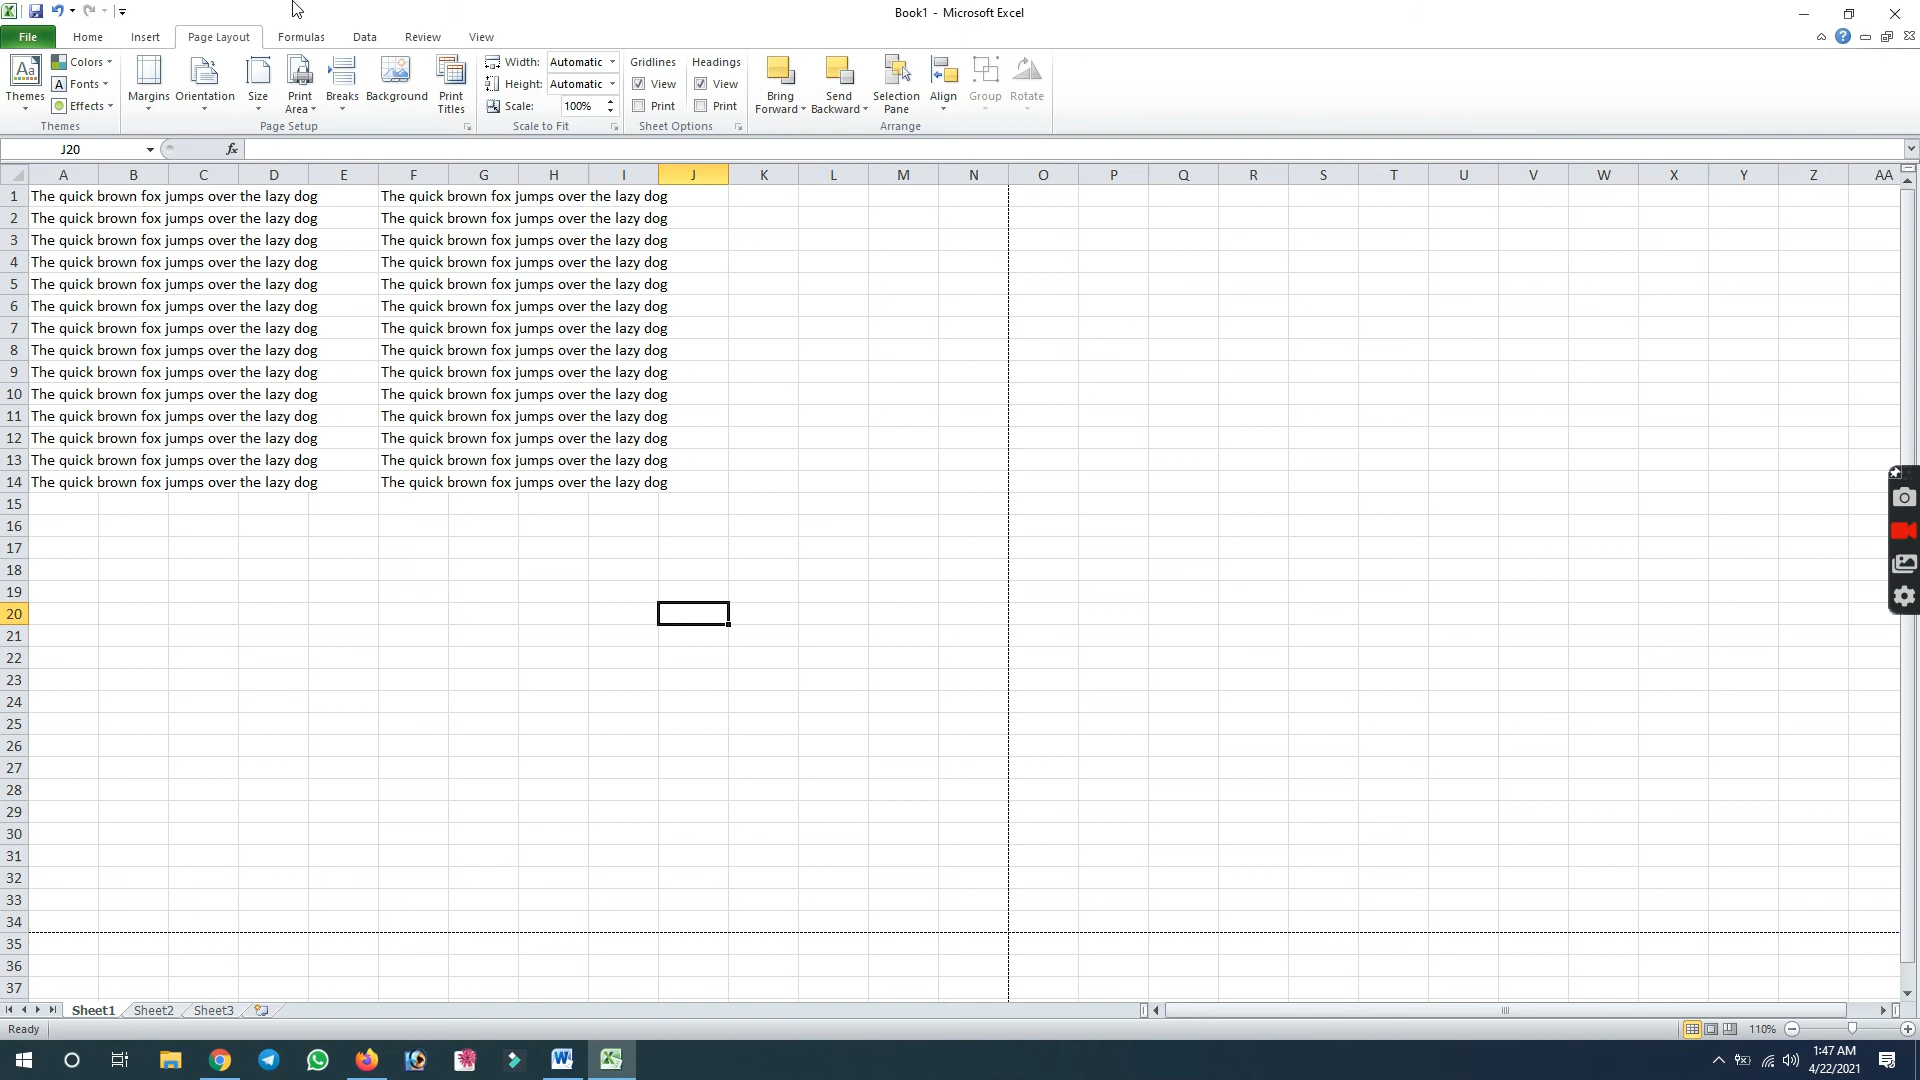 Book1 - Microsoft Excel
File Home Insert Page Layout Formulas Data Review View
Themes
Colors
Fonts
Effects
Themes
Margins Orientation Size Print Area Breaks Background Print Titles
Page Setup
Width: Automatic
Height: Automatic
Scale: 100%
Scale to Fit
Gridlines Headings
View View
Print Print
Sheet Options
Bring Forward Send Backward Selection Pane Align Group Rotate
Arrange
J20 fx
A B C D E F G H I J K L M N O P Q R S T U V W X Y Z AA
1 The quick brown fox jumps over the lazy dog The quick brown fox jumps over the lazy dog
2 The quick brown fox jumps over the lazy dog The quick brown fox jumps over the lazy dog
3 The quick brown fox jumps over the lazy dog The quick brown fox jumps over the lazy dog
4 The quick brown fox jumps over the lazy dog The quick brown fox jumps over the lazy dog
5 The quick brown fox jumps over the lazy dog The quick brown fox jumps over the lazy dog
6 The quick brown fox jumps over the lazy dog The quick brown fox jumps over the lazy dog
7 The quick brown fox jumps over the lazy dog The quick brown fox jumps over the lazy dog
8 The quick brown fox jumps over the lazy dog The quick brown fox jumps over the lazy dog
9 The quick brown fox jumps over the lazy dog The quick brown fox jumps over the lazy dog
10 The quick brown fox jumps over the lazy dog The quick brown fox jumps over the lazy dog
11 The quick brown fox jumps over the lazy dog The quick brown fox jumps over the lazy dog
12 The quick brown fox jumps over the lazy dog The quick brown fox jumps over the lazy dog
13 The quick brown fox jumps over the lazy dog The quick brown fox jumps over the lazy dog
14 The quick brown fox jumps over the lazy dog The quick brown fox jumps over the lazy dog
15
16
17
18
19
20
21
22
23
24
25
26
27
28
29
30
31
32
33
34
35
36
37
Sheet1 Sheet2 Sheet3
Ready 110%
1:47 AM
4/22/2021